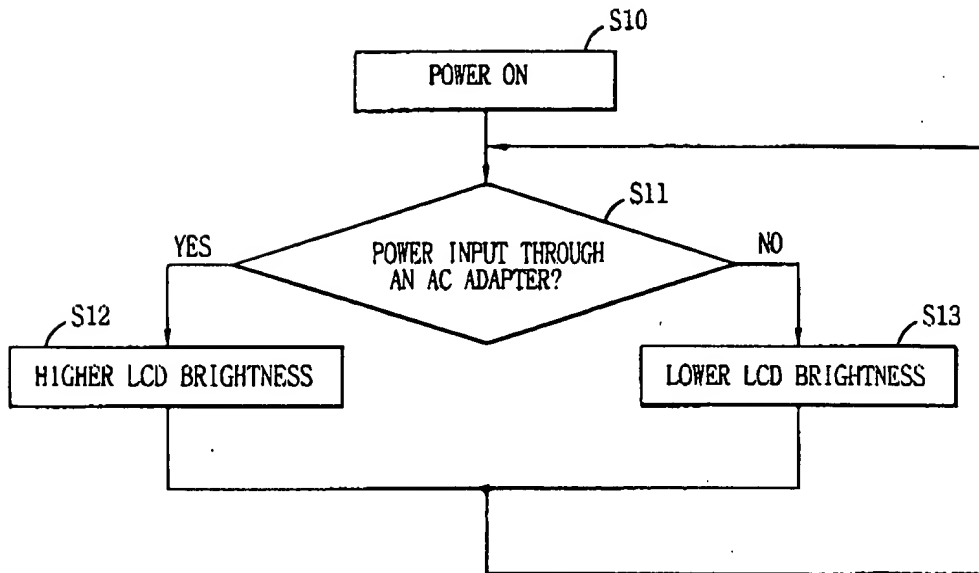 S10
POWER ON
S11
POWER INPUT THROUGH
AN AC ADAPTER?
YES
NO
S12
HIGHER LCD BRIGHTNESS
S13
LOWER LCD BRIGHTNESS